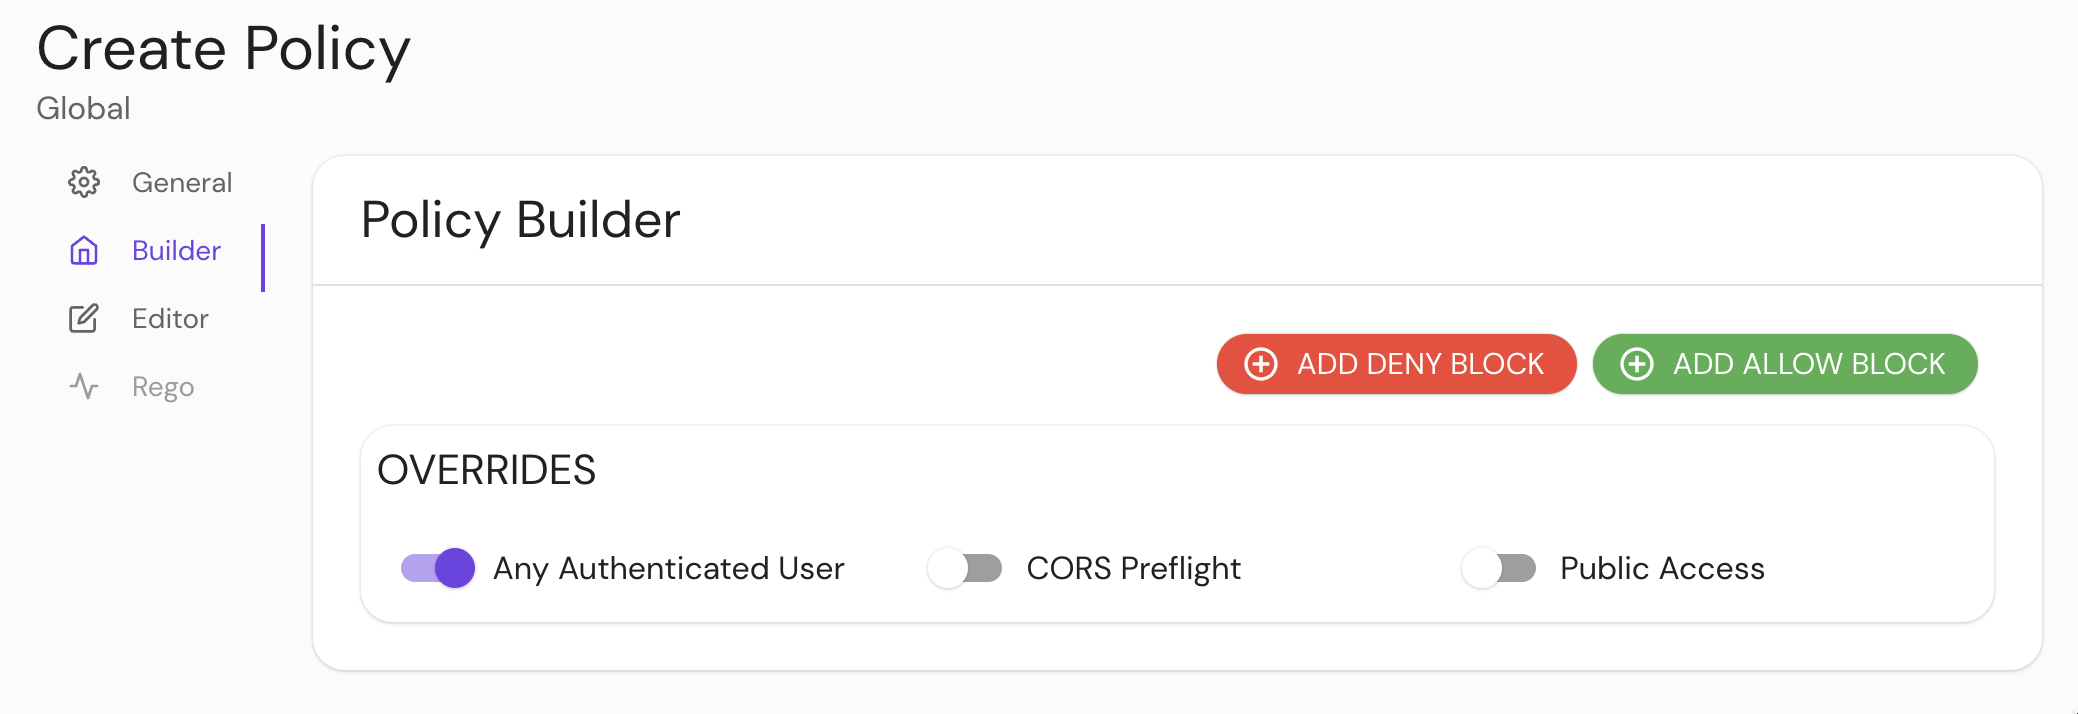 Create Policy
Global
General
Builder
Editor
Rego
Policy Builder
ADD DENY BLOCK
ADD ALLOW BLOCK
OVERRIDES
Any Authenticated User
CORS Preflight
Public Access